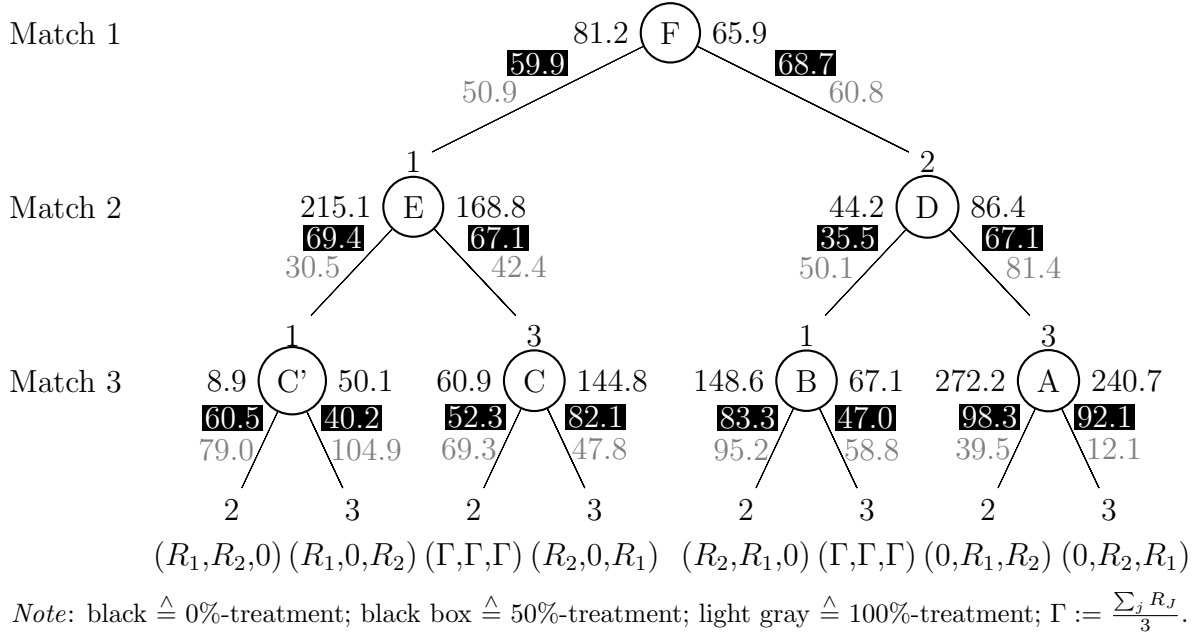 Match 1 81.2 F 65.9
59.9 68.7
50.9 60.8
1 2
Match 2 215.1 E 168.8 44.2 D 86.4
69.4 67.1 35.5 67.1
30.5 42.4 50.1 81.4
1 3 1 3
Match 3 8.9 C' 50.1 60.9 C 144.8 148.6 B 67.1 272.2 A 240.7
60.5 40.2 52.3 82.1 83.3 47.0 98.3 92.1
79.0 104.9 69.3 47.8 95.2 58.8 39.5 12.1
2 3 2 3 2 3 2 3
(R₁,R₂,0) (R₁,0,R₂) (Γ,Γ,Γ) (R₂,0,R₁) (R₂,R₁,0) (Γ,Γ,Γ) (0,R₁,R₂) (0,R₂,R₁)
Note: black ≙ 0%-treatment; black box ≙ 50%-treatment; light gray ≙ 100%-treatment; Γ := ∑ⱼ R_J / 3.